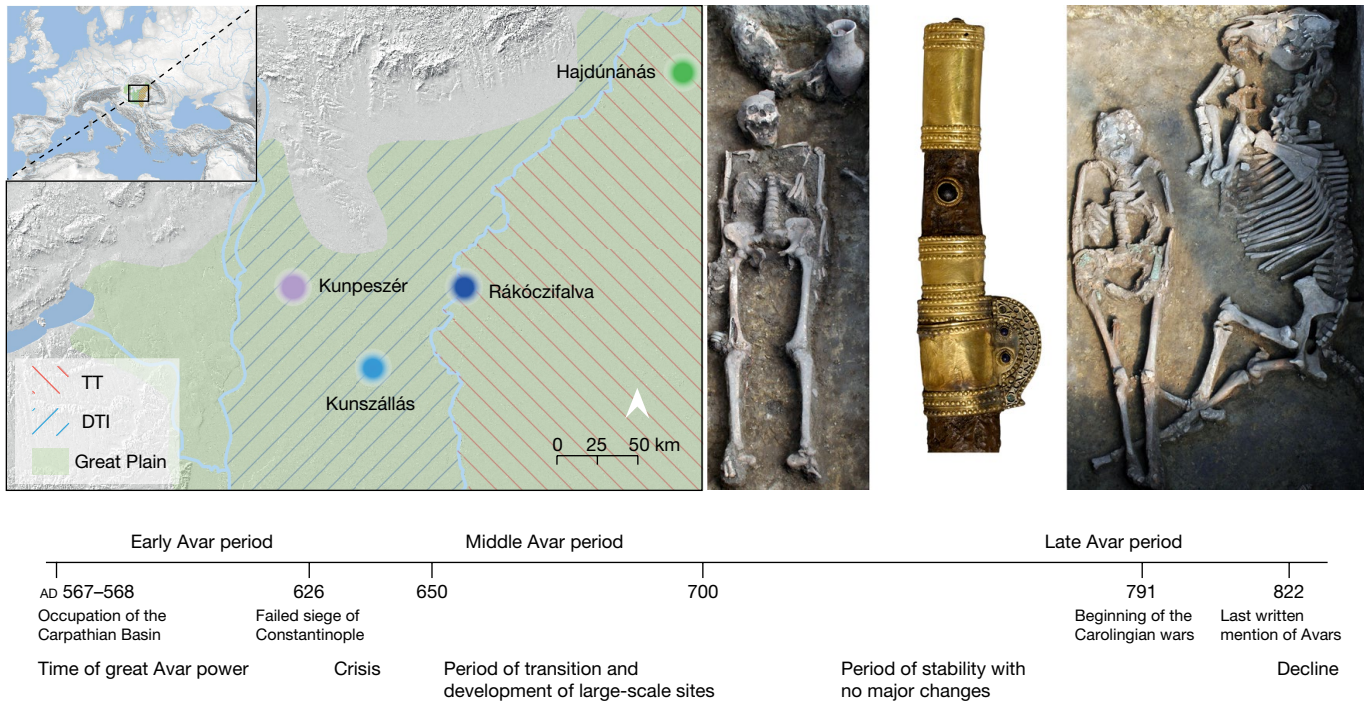 Hajdúnánás
Kunpeszér
Rákóczifalva
Kunszállás
TT
DTI
Great Plain
0 25 50 km
Early Avar period
Middle Avar period
Late Avar period
AD 567–568
626
650
700
791
822
Occupation of the
Carpathian Basin
Failed siege of
Constantinople
Beginning of the
Carolingian wars
Last written
mention of Avars
Time of great Avar power
Crisis
Period of transition and
development of large-scale sites
Period of stability with
no major changes
Decline